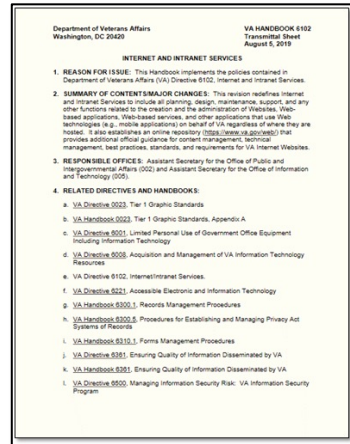 Department of Veterans Affairs
Washington, DC 20420
VA HANDBOOK 6102
Transmittal Sheet
August 5, 2019
INTERNET AND INTRANET SERVICES
1. REASON FOR ISSUE: This Handbook implements the policies contained in
Department of Veterans Affairs (VA) Directive 6102, Internet and Intranet Services.
2. SUMMARY OF CONTENTS/MAJOR CHANGES: This revision redefines Internet
and Intranet Services to include all planning, design, maintenance, support, and any
other functions related to the creation and the administration of Websites, Web-
based applications, Web-based services, and other applications that use Web
technologies (e.g., mobile applications) on behalf of VA regardless of where they are
hosted. It also establishes an online repository (https://www.va.gov/web/) that
provides additional official guidance for content management, technical
management, best practices, standards, and requirements for VA Internet Websites.
3. RESPONSIBLE OFFICES: Assistant Secretary for the Office of Public and
Intergovernmental Affairs (002) and Assistant Secretary for the Office of Information
and Technology (005).
4. RELATED DIRECTIVES AND HANDBOOKS:
a. VA Directive 0023, Tier 1 Graphic Standards
b. VA Handbook 0023, Tier 1 Graphic Standards, Appendix A
c. VA Directive 6001, Limited Personal Use of Government Office Equipment
Including Information Technology
d. VA Directive 6008, Acquisition and Management of VA Information Technology
Resources
e. VA Directive 6102, Internet/Intranet Services.
f. VA Directive 6221, Accessible Electronic and Information Technology
g. VA Handbook 6300.1, Records Management Procedures
h. VA Handbook 6300.5, Procedures for Establishing and Managing Privacy Act
Systems of Records
i. VA Handbook 6310.1, Forms Management Procedures
j. VA Directive 6361, Ensuring Quality of Information Disseminated by VA
k. VA Handbook 6361, Ensuring Quality of Information Disseminated by VA
l. VA Directive 6500, Managing Information Security Risk: VA Information Security
Program